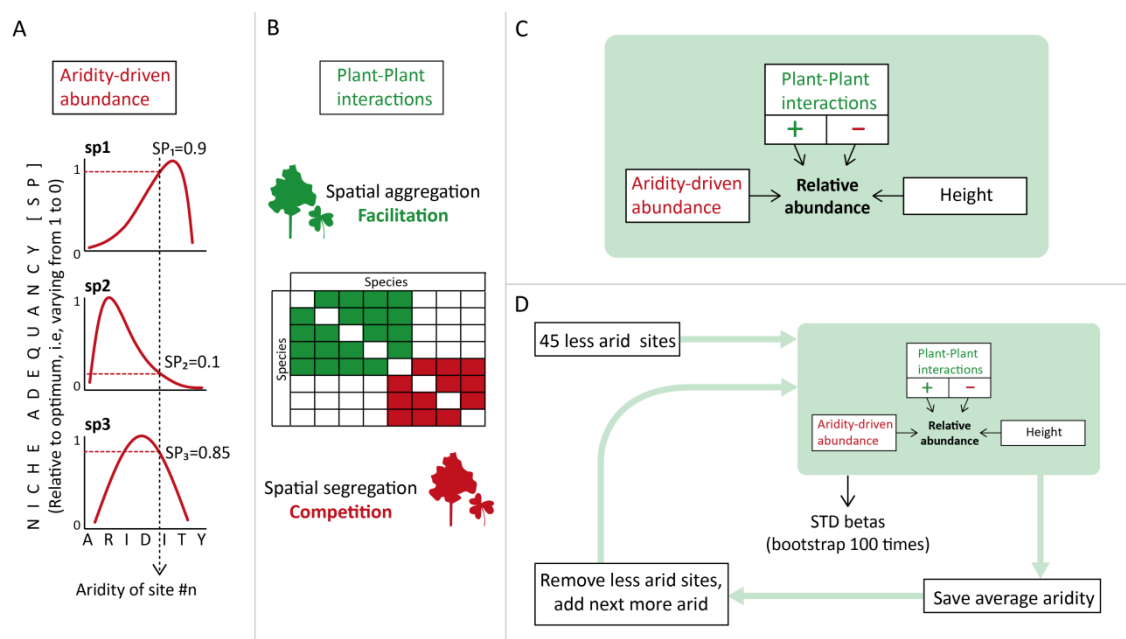 A
Aridity-driven
abundance
NICHE ADEQUANCY [SP]
(Relative to optimum, i.e, varying from 1 to 0)
sp1
SP₁=0.9
1
0
sp2
1
SP₂=0.1
0
sp3
1
SP₃=0.85
0
A R I D I T Y
Aridity of site #n
B
Plant-Plant
interactions
Spatial aggregation
Facilitation
Species
Species
Spatial segregation
Competition
C
Plant-Plant
interactions
+ −
Aridity-driven
abundance
Relative
abundance
Height
D
45 less arid sites
Plant-Plant
interactions
+ −
Aridity-driven
abundance
Relative
abundance
Height
STD betas
(bootstrap 100 times)
Remove less arid sites,
add next more arid
Save average aridity